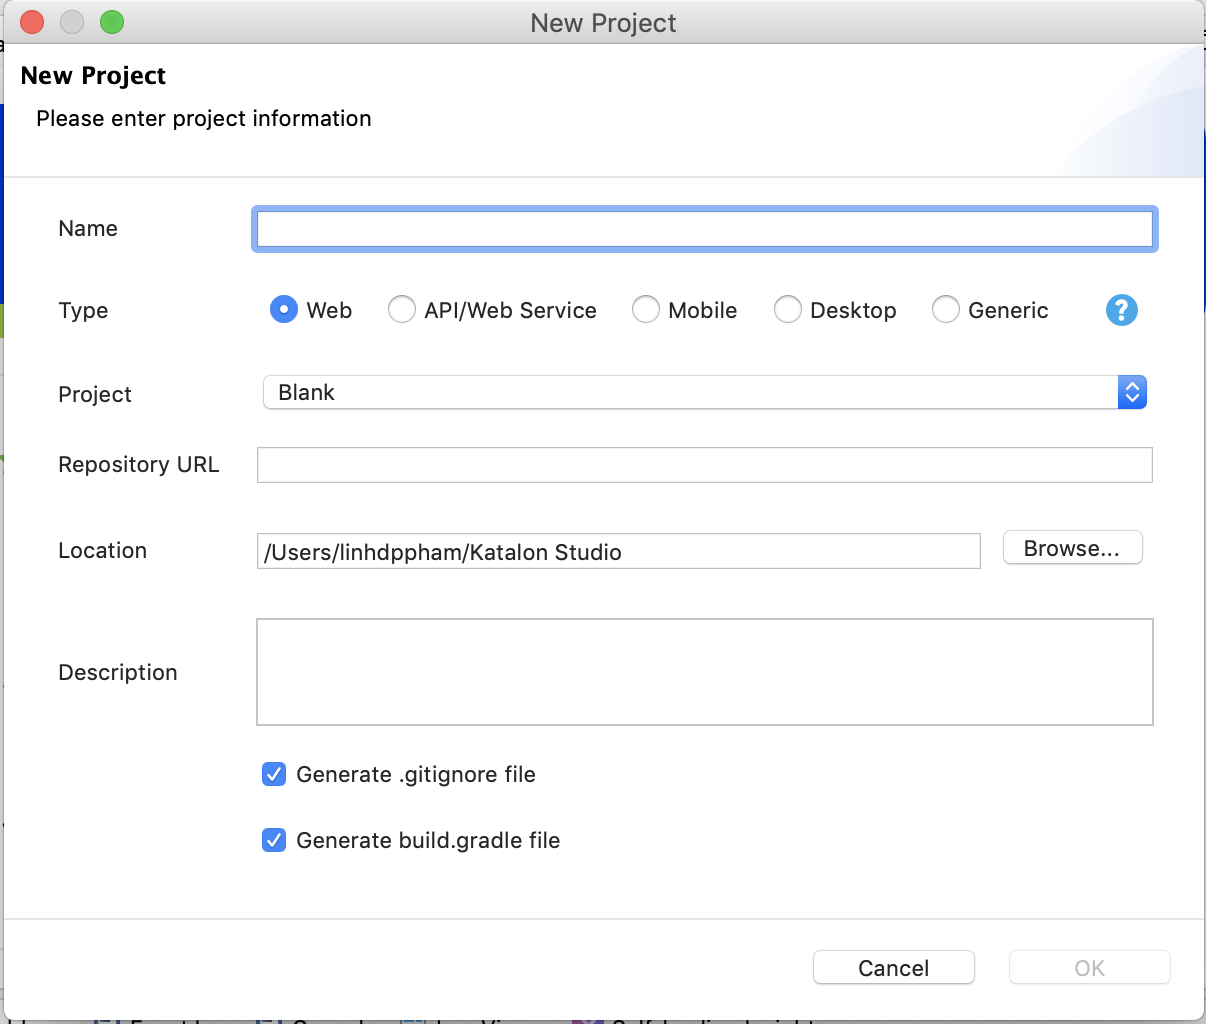 New Project
New Project
Please enter project information
Name
Type Web API/Web Service Mobile Desktop Generic ?
Project Blank
Repository URL
Location /Users/linhdppham/Katalon Studio Browse...
Description
Generate .gitignore file
Generate build.gradle file
Cancel OK